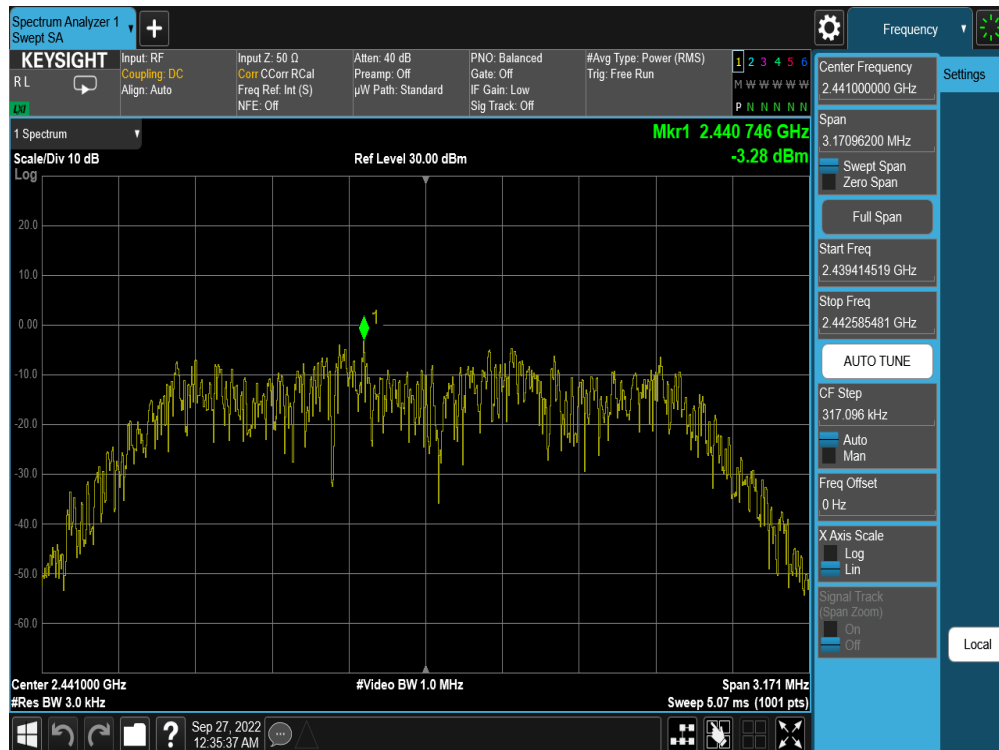 Spectrum Analyzer 1
Swept SA
+
Frequency
KEYSIGHT
R L
LXI
Input: RF
Coupling: DC
Align: Auto
Input Z: 50 Ω
Corr CCorr RCal
Freq Ref: Int (S)
NFE: Off
Atten: 40 dB
Preamp: Off
µW Path: Standard
PNO: Balanced
Gate: Off
IF Gain: Low
Sig Track: Off
#Avg Type: Power (RMS)
Trig: Free Run
1 2 3 4 5 6
M W W W W W
P N N N N N
1 Spectrum
Scale/Div 10 dB
Log
Ref Level 30.00 dBm
Mkr1 2.440 746 GHz
-3.28 dBm
20.0
10.0
0.00
-10.0
-20.0
-30.0
-40.0
-50.0
-60.0
1
Center 2.441000 GHz
#Res BW 3.0 kHz
#Video BW 1.0 MHz
Span 3.171 MHz
Sweep 5.07 ms (1001 pts)
Center Frequency
2.441000000 GHz
Span
3.17096200 MHz
Swept Span
Zero Span
Full Span
Start Freq
2.439414519 GHz
Stop Freq
2.442585481 GHz
AUTO TUNE
CF Step
317.096 kHz
Auto
Man
Freq Offset
0 Hz
X Axis Scale
Log
Lin
Signal Track
(Span Zoom)
On
Off
Settings
Local
?
Sep 27, 2022
12:35:37 AM